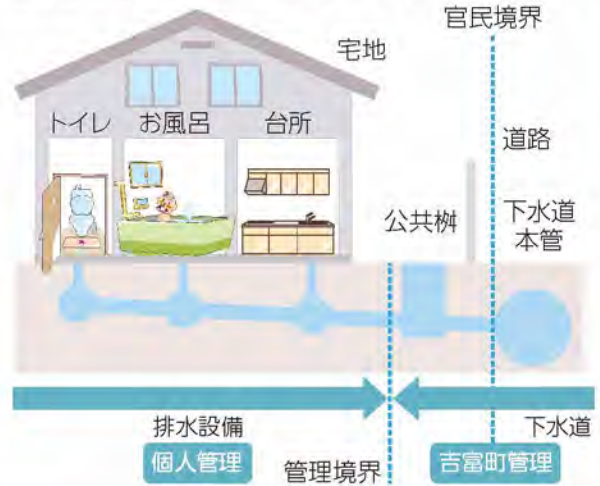 官民境界
宅地
トイレ
お風呂
台所
道路
公共桝
下水道
本管
排水設備
下水道
個人管理
管理境界
吉富町管理